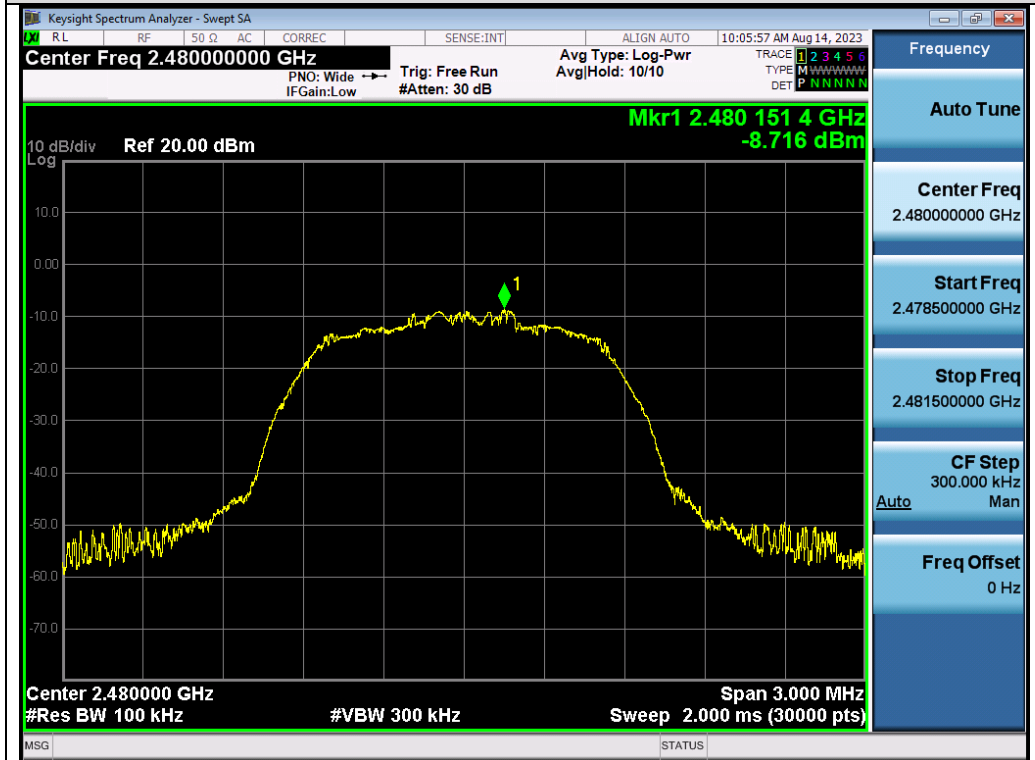 Keysight Spectrum Analyzer - Swept SA
LXI RL RF 50 Ω AC CORREC SENSE:INT ALIGN AUTO 10:05:57 AM Aug 14, 2023
Center Freq 2.480000000 GHz
PNO: Wide
IFGain:Low
Trig: Free Run
#Atten: 30 dB
Avg Type: Log-Pwr
Avg|Hold: 10/10
TRACE 1 2 3 4 5 6
TYPE M WWWWW
DET P N N N N N
Frequency
Mkr1 2.480 151 4 GHz
-8.716 dBm
10 dB/div Ref 20.00 dBm
Log
10.0
0.00
-10.0
-20.0
-30.0
-40.0
-50.0
-60.0
-70.0
1
Center 2.480000 GHz Span 3.000 MHz
#Res BW 100 kHz #VBW 300 kHz Sweep 2.000 ms (30000 pts)
Auto Tune
Center Freq
2.480000000 GHz
Start Freq
2.478500000 GHz
Stop Freq
2.481500000 GHz
CF Step
300.000 kHz
Auto Man
Freq Offset
0 Hz
MSG STATUS